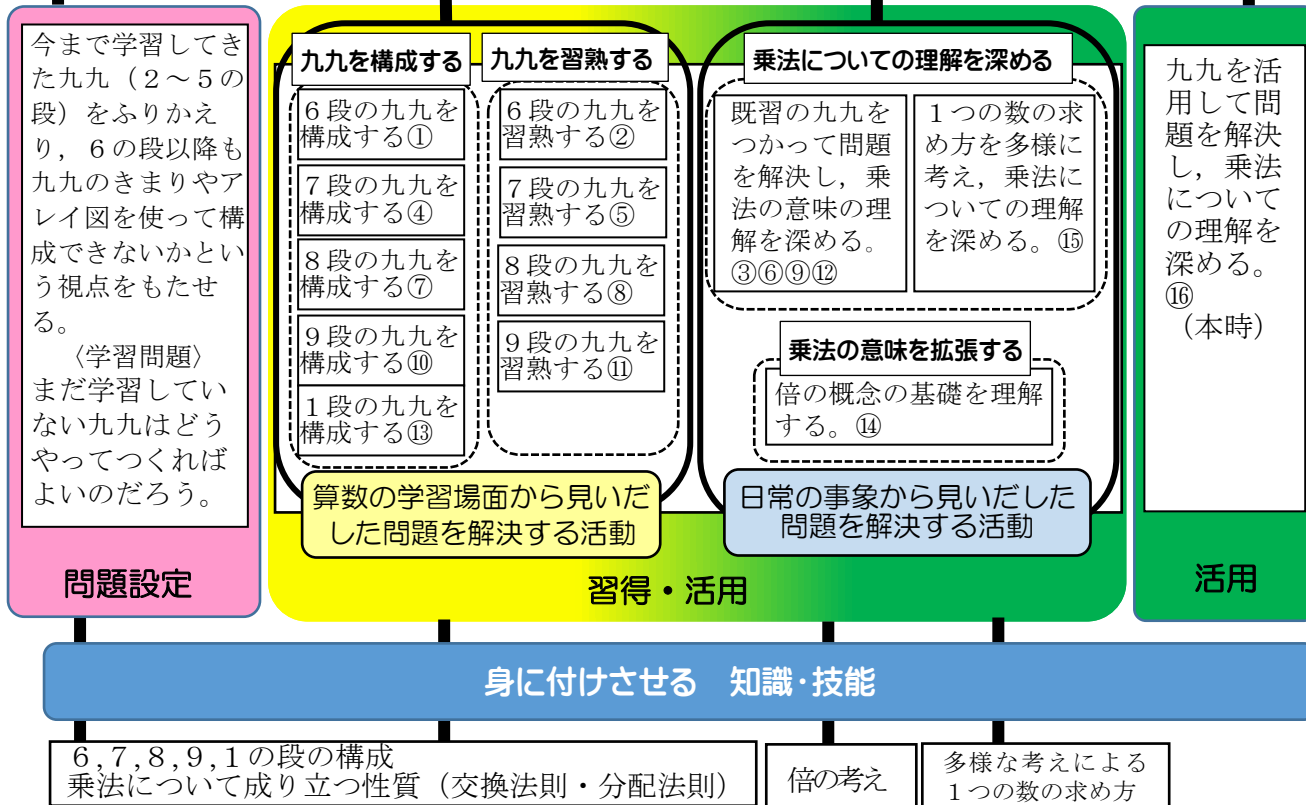 今まで学習してき
た九九（２～５の
段）をふりかえ
り，６の段以降も
九九のきまりやア
レイ図を使って構
成できないかとい
う視点をもたせ
る。
〈学習問題〉
まだ学習してい
ない九九はどう
やってつくれば
よいのだろう。
問題設定
九九を構成する
６段の九九を
構成する①
７段の九九を
構成する④
８段の九九を
構成する⑦
９段の九九を
構成する⑩
１段の九九を
構成する⑬
九九を習熟する
６段の九九を
習熟する②
７段の九九を
習熟する⑤
８段の九九を
習熟する⑧
９段の九九を
習熟する⑪
算数の学習場面から見いだ
した問題を解決する活動
乗法についての理解を深める
既習の九九を
つかって問題
を解決し，乗
法の意味の理
解を深める。
③⑥⑨⑫
１つの数の求
め方を多様に
考え，乗法に
ついての理解
を深める。⑮
乗法の意味を拡張する
倍の概念の基礎を理解
する。⑭
日常の事象から見いだした
問題を解決する活動
習得・活用
九九を活
用して問
題を解決
し，乗法
について
の理解を
深める。
⑯
（本時）
活用
身に付けさせる　知識・技能
６,７,８,９,１の段の構成
乗法について成り立つ性質（交換法則・分配法則）
倍の考え
多様な考えによる
１つの数の求め方